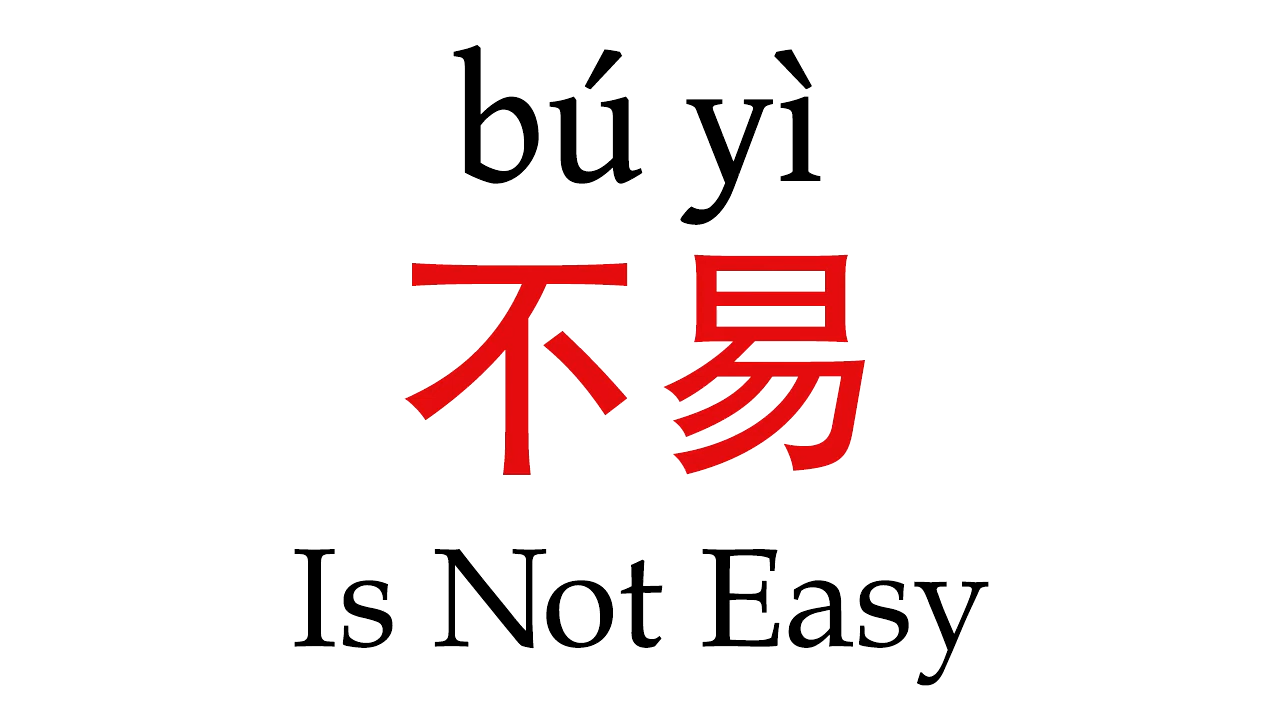 bú yì
不易
Is Not Easy